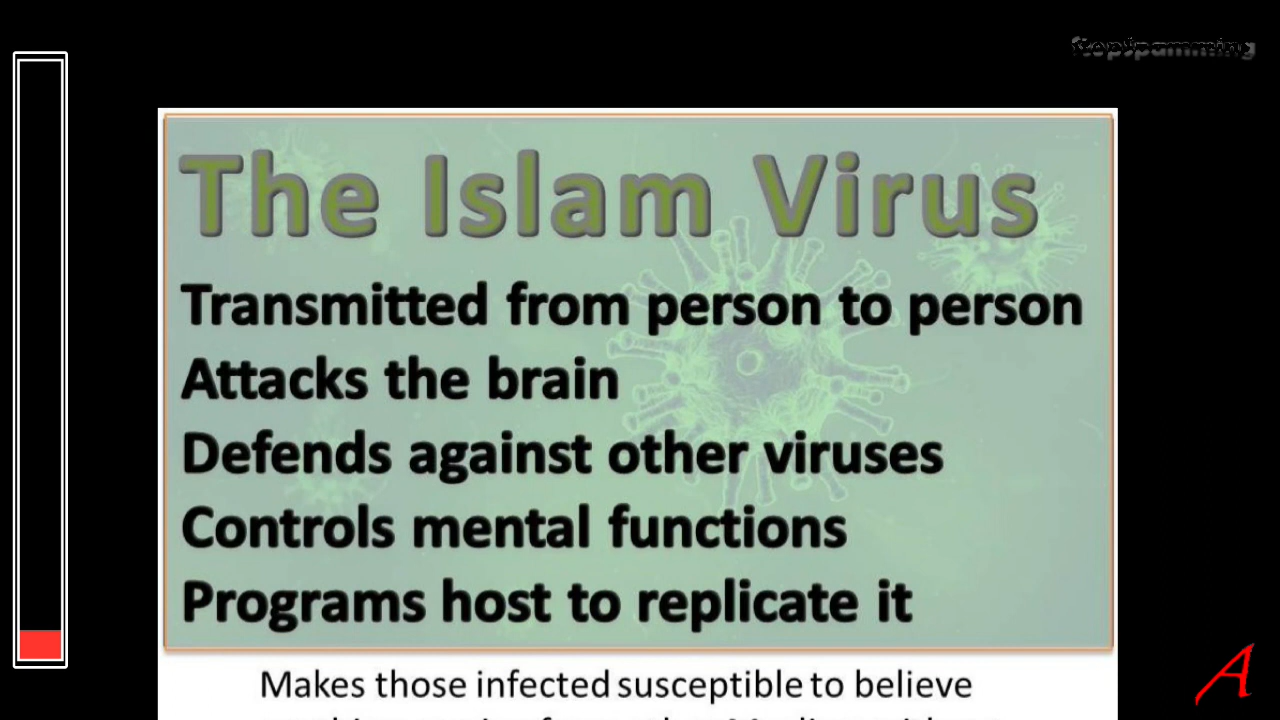 The Islam Virus
Transmitted from person to person
Attacks the brain
Defends against other viruses
Controls mental functions
Programs host to replicate it
Makes those infected susceptible to believe
A